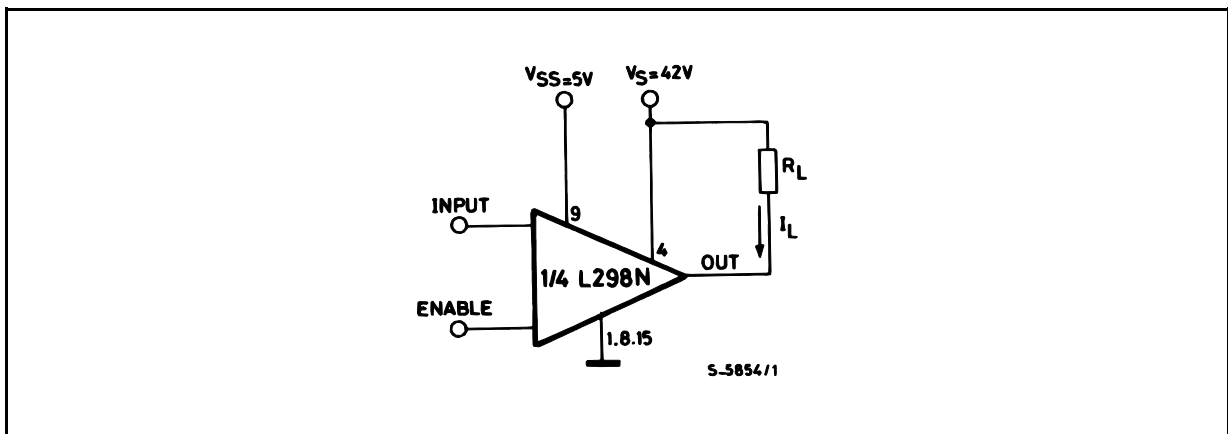 VSS=5V
VS=42V
RL
INPUT
9
IL
4
OUT
1/4 L298N
ENABLE
1.8.15
S-5854/1